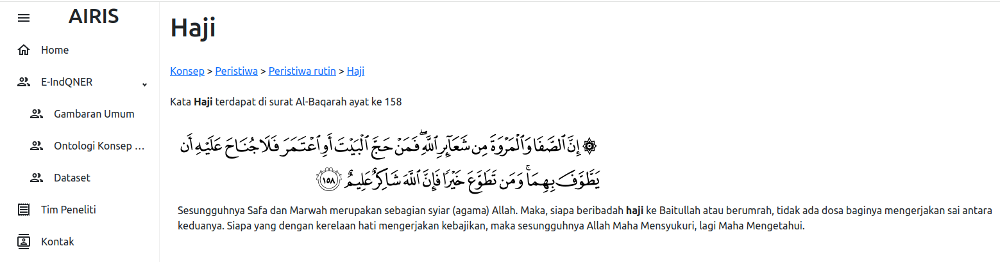 AIRIS
Home
E-IndQNER
Gambaran Umum
Ontologi Konsep ...
Dataset
Tim Peneliti
Kontak
Haji
Konsep > Peristiwa > Peristiwa rutin > Haji
Kata Haji terdapat di surat Al-Baqarah ayat ke 158
۞ إِنَّ ٱلصَّفَا وَٱلْمَرْوَةَ مِن شَعَآئِرِ ٱللَّهِ ۖ فَمَنْ حَجَّ ٱلْبَيْتَ أَوِ ٱعْتَمَرَ فَلَا جُنَاحَ عَلَيْهِ أَن
يَطَّوَّفَ بِهِمَا ۚ وَمَن تَطَوَّعَ خَيْرًا فَإِنَّ ٱللَّهَ شَاكِرٌ عَلِيمٌ ١٥٨
Sesungguhnya Safa dan Marwah merupakan sebagian syiar (agama) Allah. Maka, siapa beribadah haji ke Baitullah atau berumrah, tidak ada dosa baginya mengerjakan sai antara
keduanya. Siapa yang dengan kerelaan hati mengerjakan kebajikan, maka sesungguhnya Allah Maha Mensyukuri, lagi Maha Mengetahui.